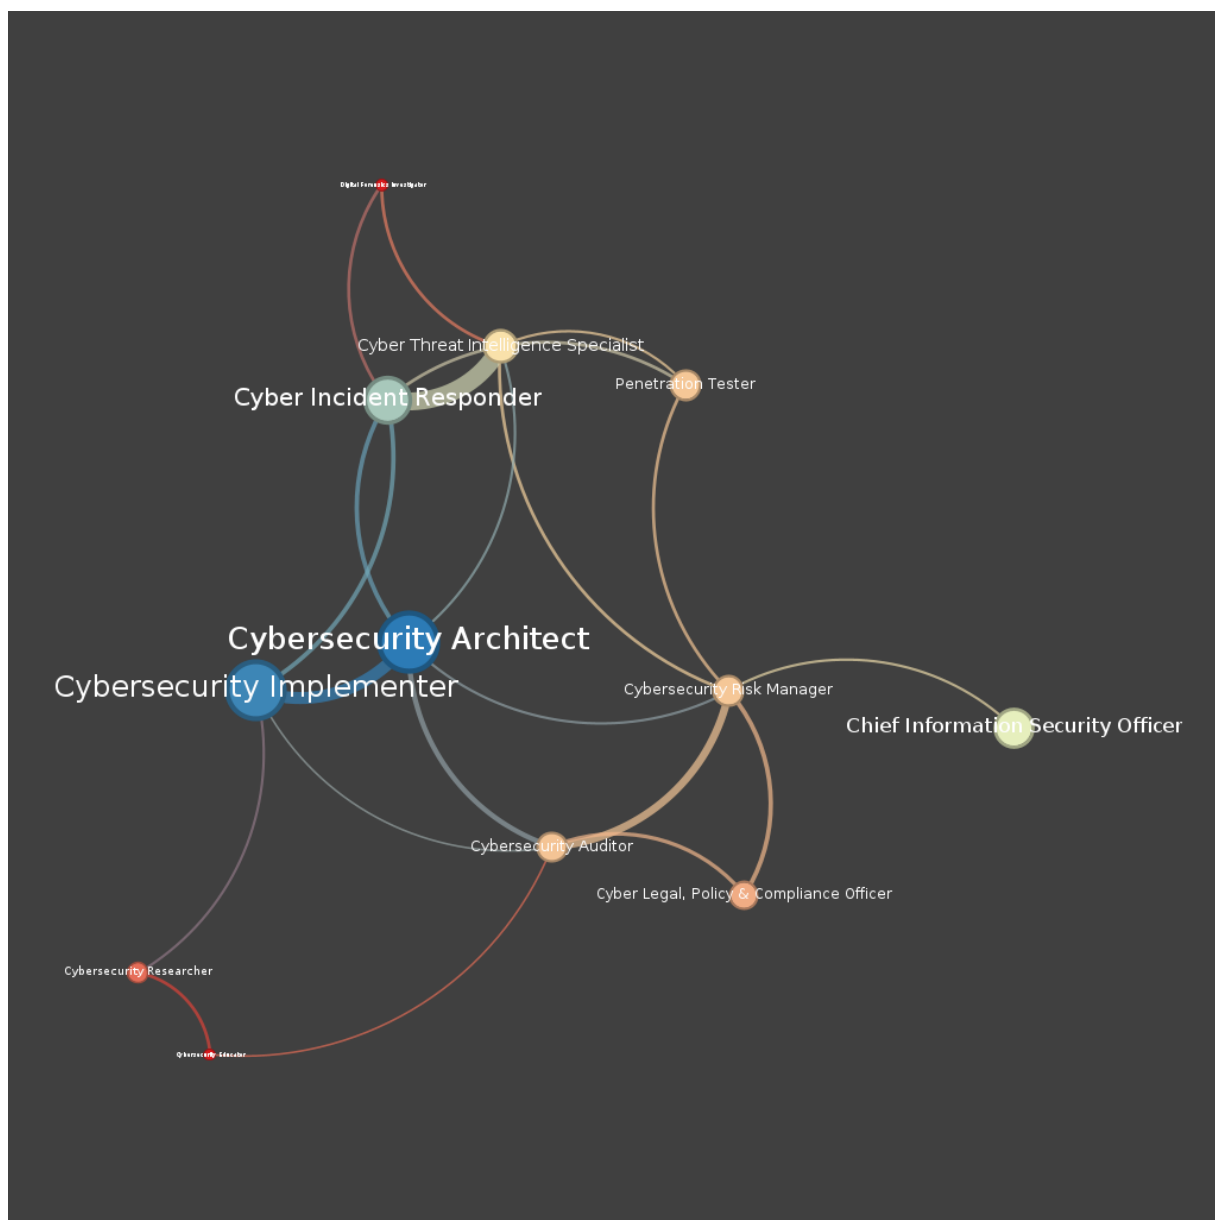 Digital Forensics Investigator
Cyber Threat Intelligence Specialist
Penetration Tester
Cyber Incident Responder
Cybersecurity Architect
Cybersecurity Implementer
Cybersecurity Risk Manager
Chief Information Security Officer
Cybersecurity Auditor
Cyber Legal, Policy & Compliance Officer
Cybersecurity Researcher
Cybersecurity Educator